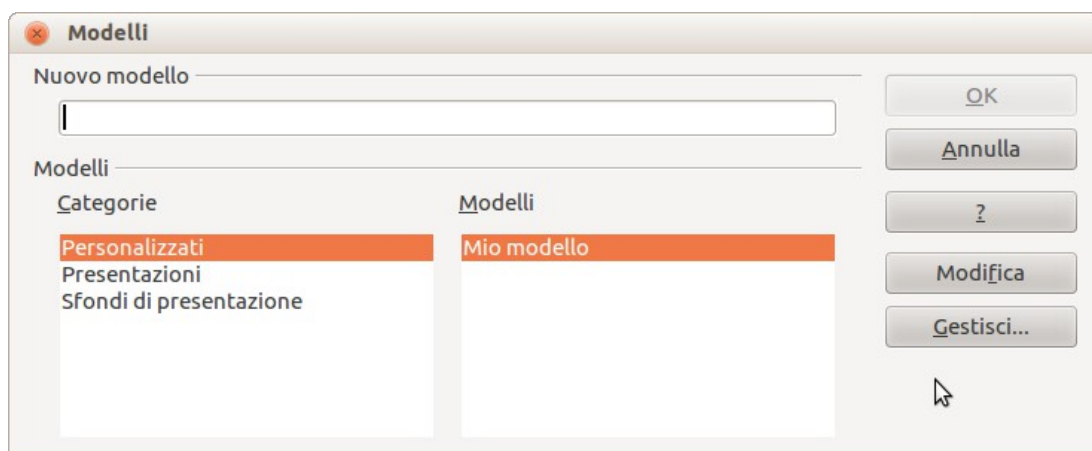 Modelli
Nuovo modello
OK
Annulla
Modelli
Categorie
Modelli
?
Personalizzati
Mio modello
Presentazioni
Modifica
Sfondi di presentazione
Gestisci...